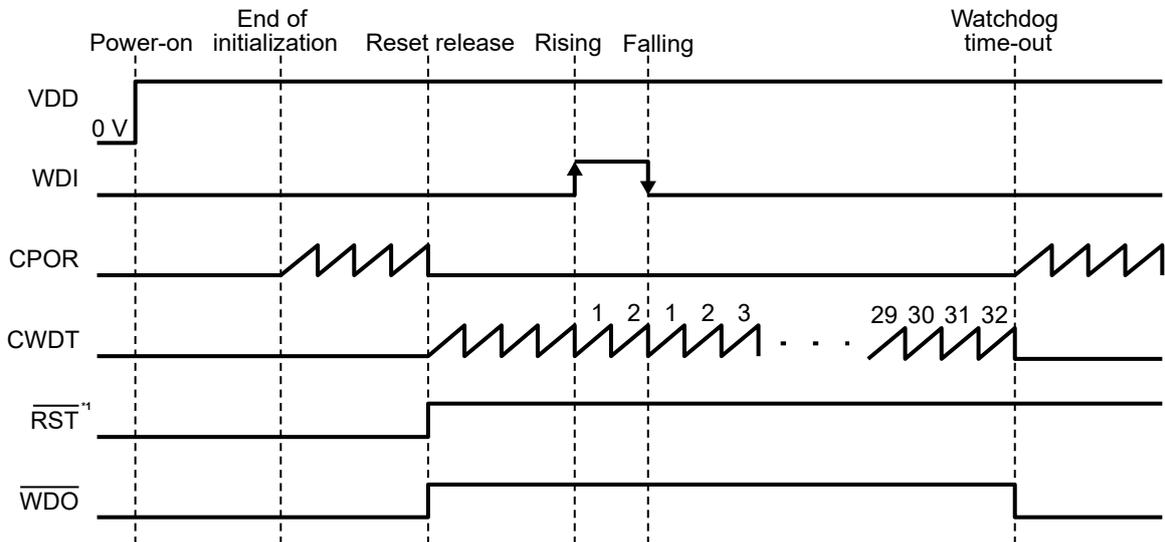 Power-on
End of
initialization
Reset release
Rising
Falling
Watchdog
time-out
VDD
0 V
WDI
CPOR
CWDT
1 2 1 2 3 . . . 29 30 31 32
RST*1
WDO